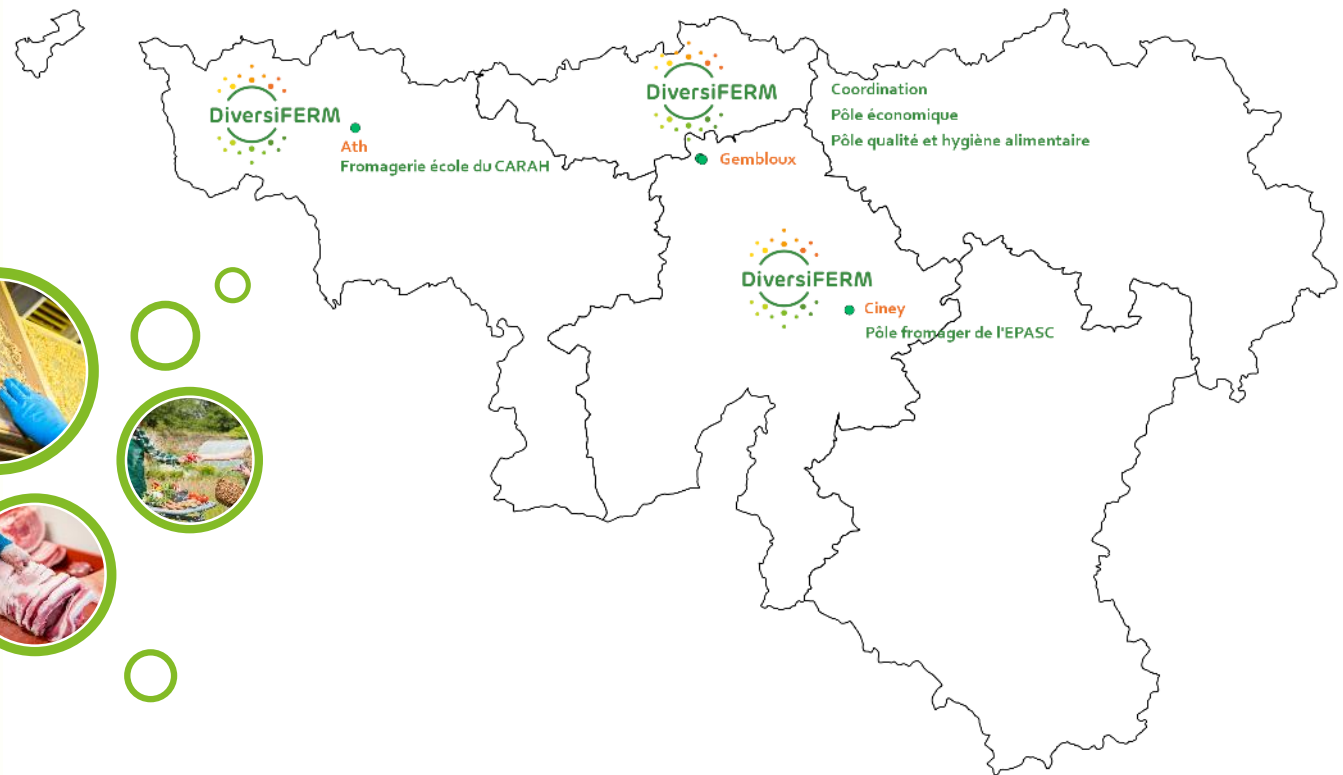 DiversiFERM
Ath
Fromagerie école du CARAH
DiversiFERM
Coordination
Pôle économique
Pôle qualité et hygiène alimentaire
Gembloux
DiversiFERM
Ciney
Pôle fromager de l'EPASC